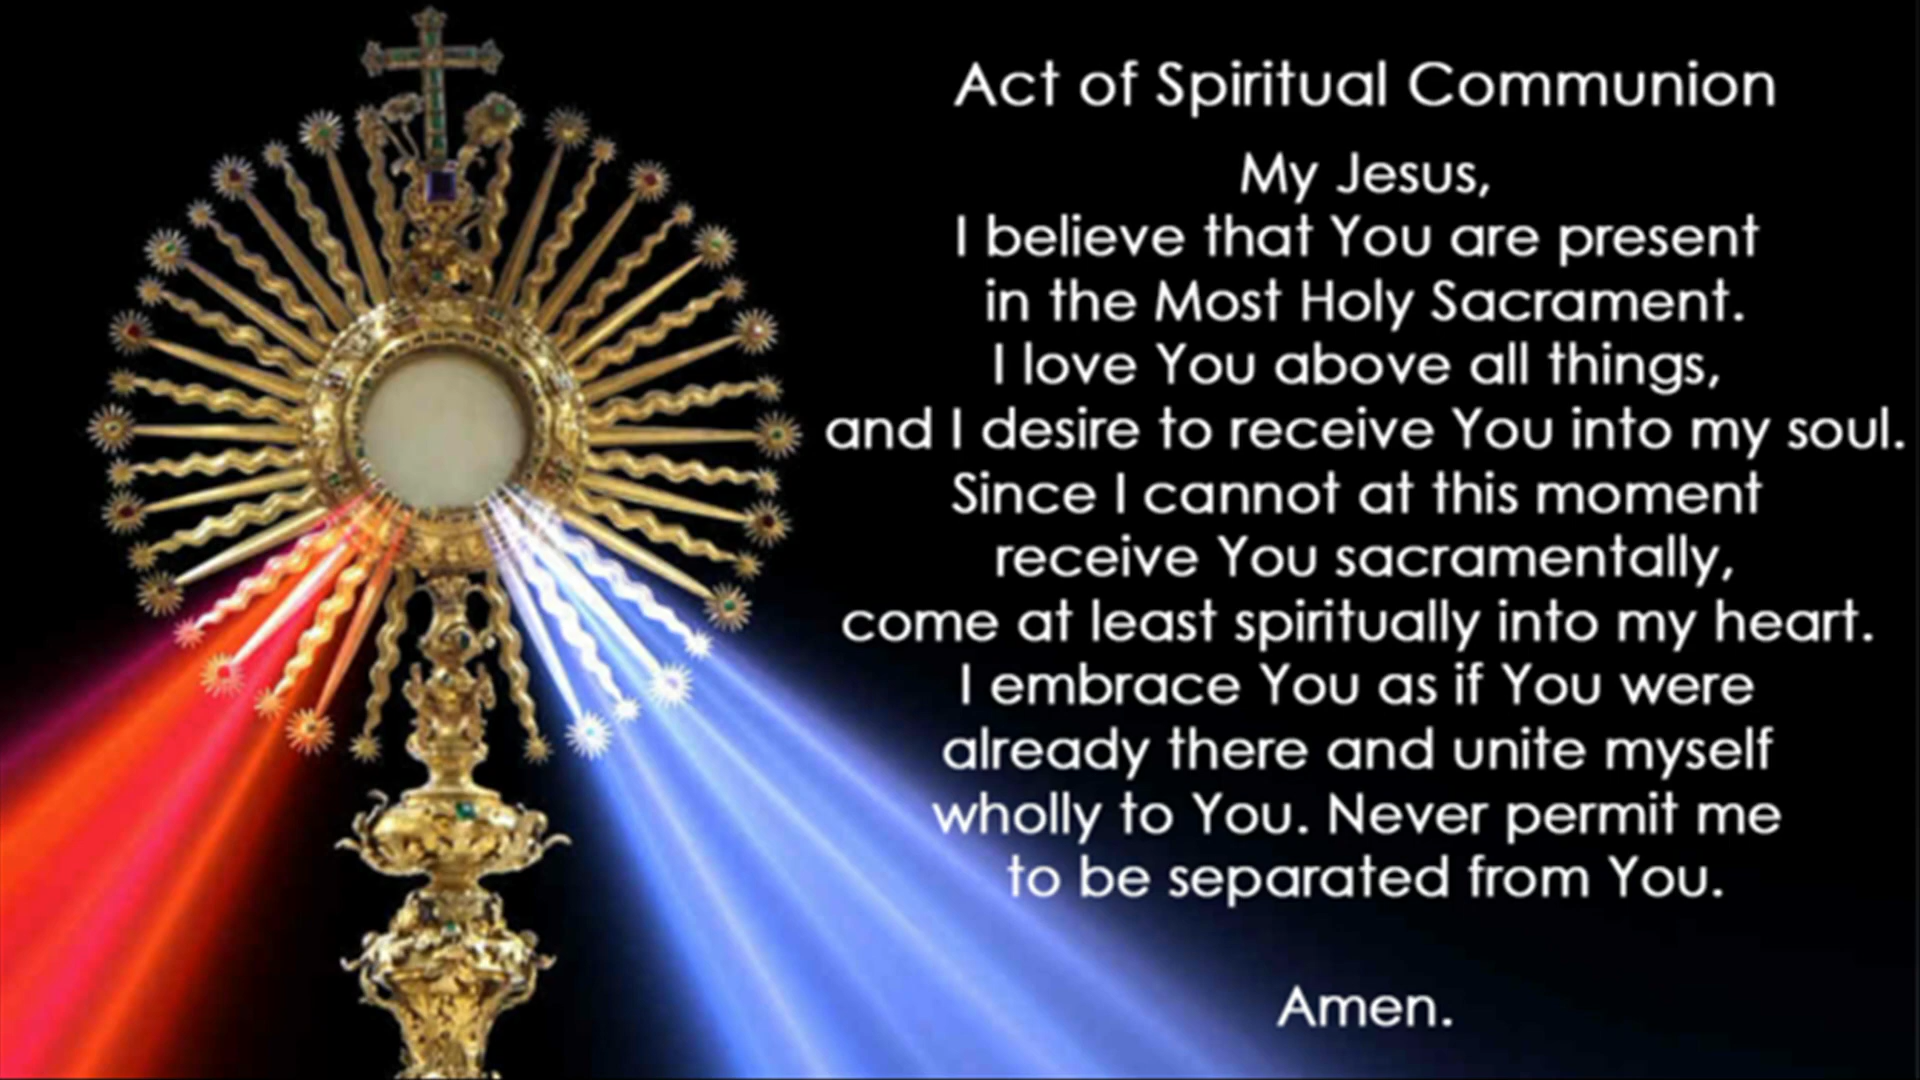 Act of Spiritual Communion
My Jesus,
I believe that You are present
in the Most Holy Sacrament.
I love You above all things,
and I desire to receive You into my soul.
Since I cannot at this moment
receive You sacramentally,
come at least spiritually into my heart.
I embrace You as if You were
already there and unite myself
wholly to You. Never permit me
to be separated from You.
Amen.